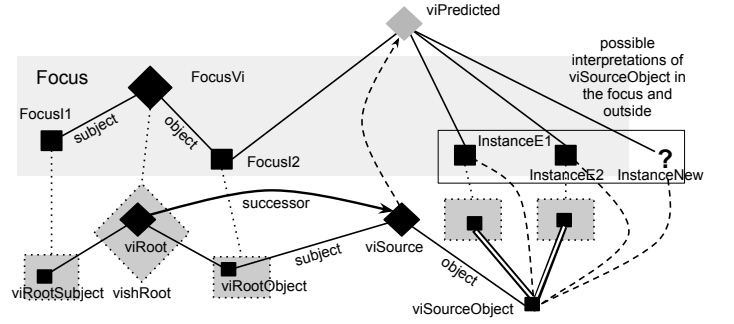 viPredicted
possible
interpretations of
viSourceObject in
the focus and
outside
Focus
FocusVi
FocusI1
subject
object
FocusI2
InstanceE1
InstanceE2
?
InstanceNew
successor
viRoot
viSource
subject
object
viRootSubject
vishRoot
viRootObject
viSourceObject